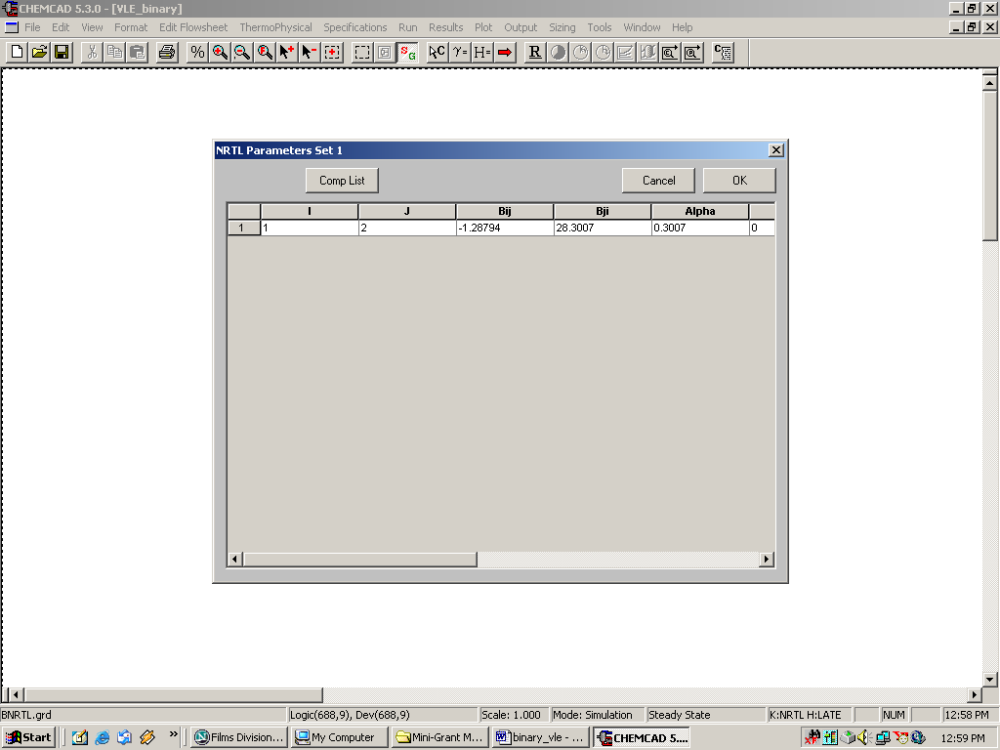 CHEMCAD 5.3.0 - [VLE_binary]
File Edit View Format Edit Flowsheet ThermoPhysical Specifications Run Results Plot Output Sizing Tools Window Help
% S G C γ= H= R C
NRTL Parameters Set 1
Comp List Cancel OK
I J Bij Bji Alpha
1 1 2 -1.28794 28.3007 0.3007 0
BNRTL.grd Logic(688,9), Dev(688,9) Scale: 1.000 Mode: Simulation Steady State K:NRTL H:LATE NUM 12:58 PM
Start » Films Division... My Computer Mini-Grant M... binary_vle - ... CHEMCAD 5.... 12:59 PM